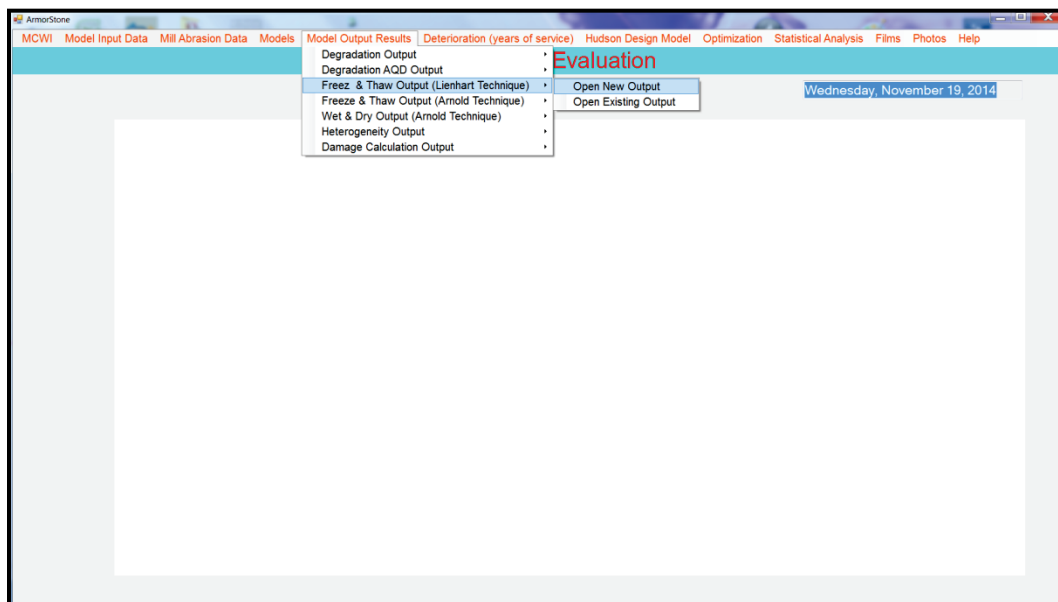 ArmorStone
MCWI Model Input Data Mill Abrasion Data Models Model Output Results Deterioration (years of service) Hudson Design Model Optimization Statistical Analysis Films Photos Help
Evaluation
Wednesday, November 19, 2014
Degradation Output
Degradation AQD Output
Freez & Thaw Output (Lienhart Technique)
Freeze & Thaw Output (Arnold Technique)
Wet & Dry Output (Arnold Technique)
Heterogeneity Output
Damage Calculation Output
Open New Output
Open Existing Output